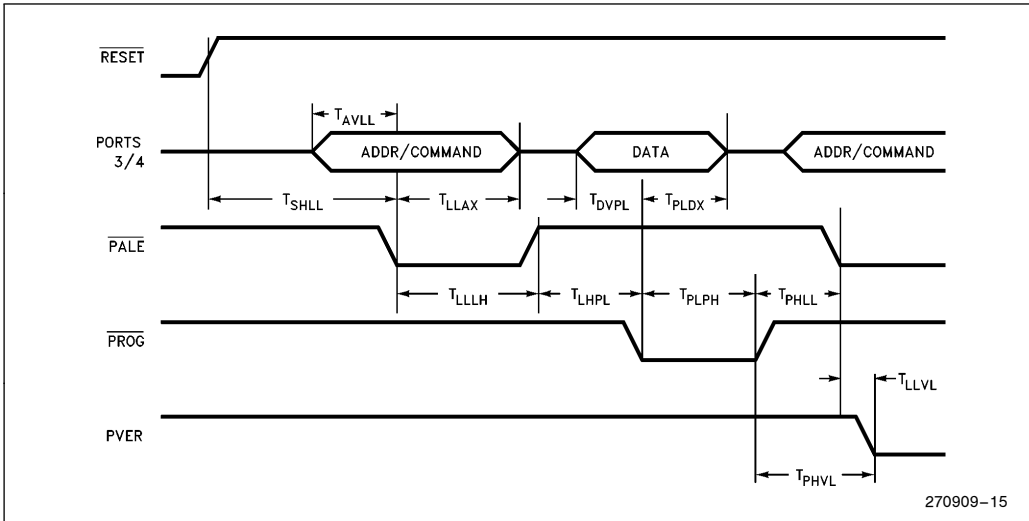 RESET
T_AVLL
PORTS
3/4
ADDR/COMMAND
DATA
ADDR/COMMAND
T_SHLL
T_LLAX
T_DVPL
T_PLDX
PALE
T_LLLH
T_LHPL
T_PLPH
T_PHLL
PROG
T_LLVL
PVER
T_PHVL
270909-15